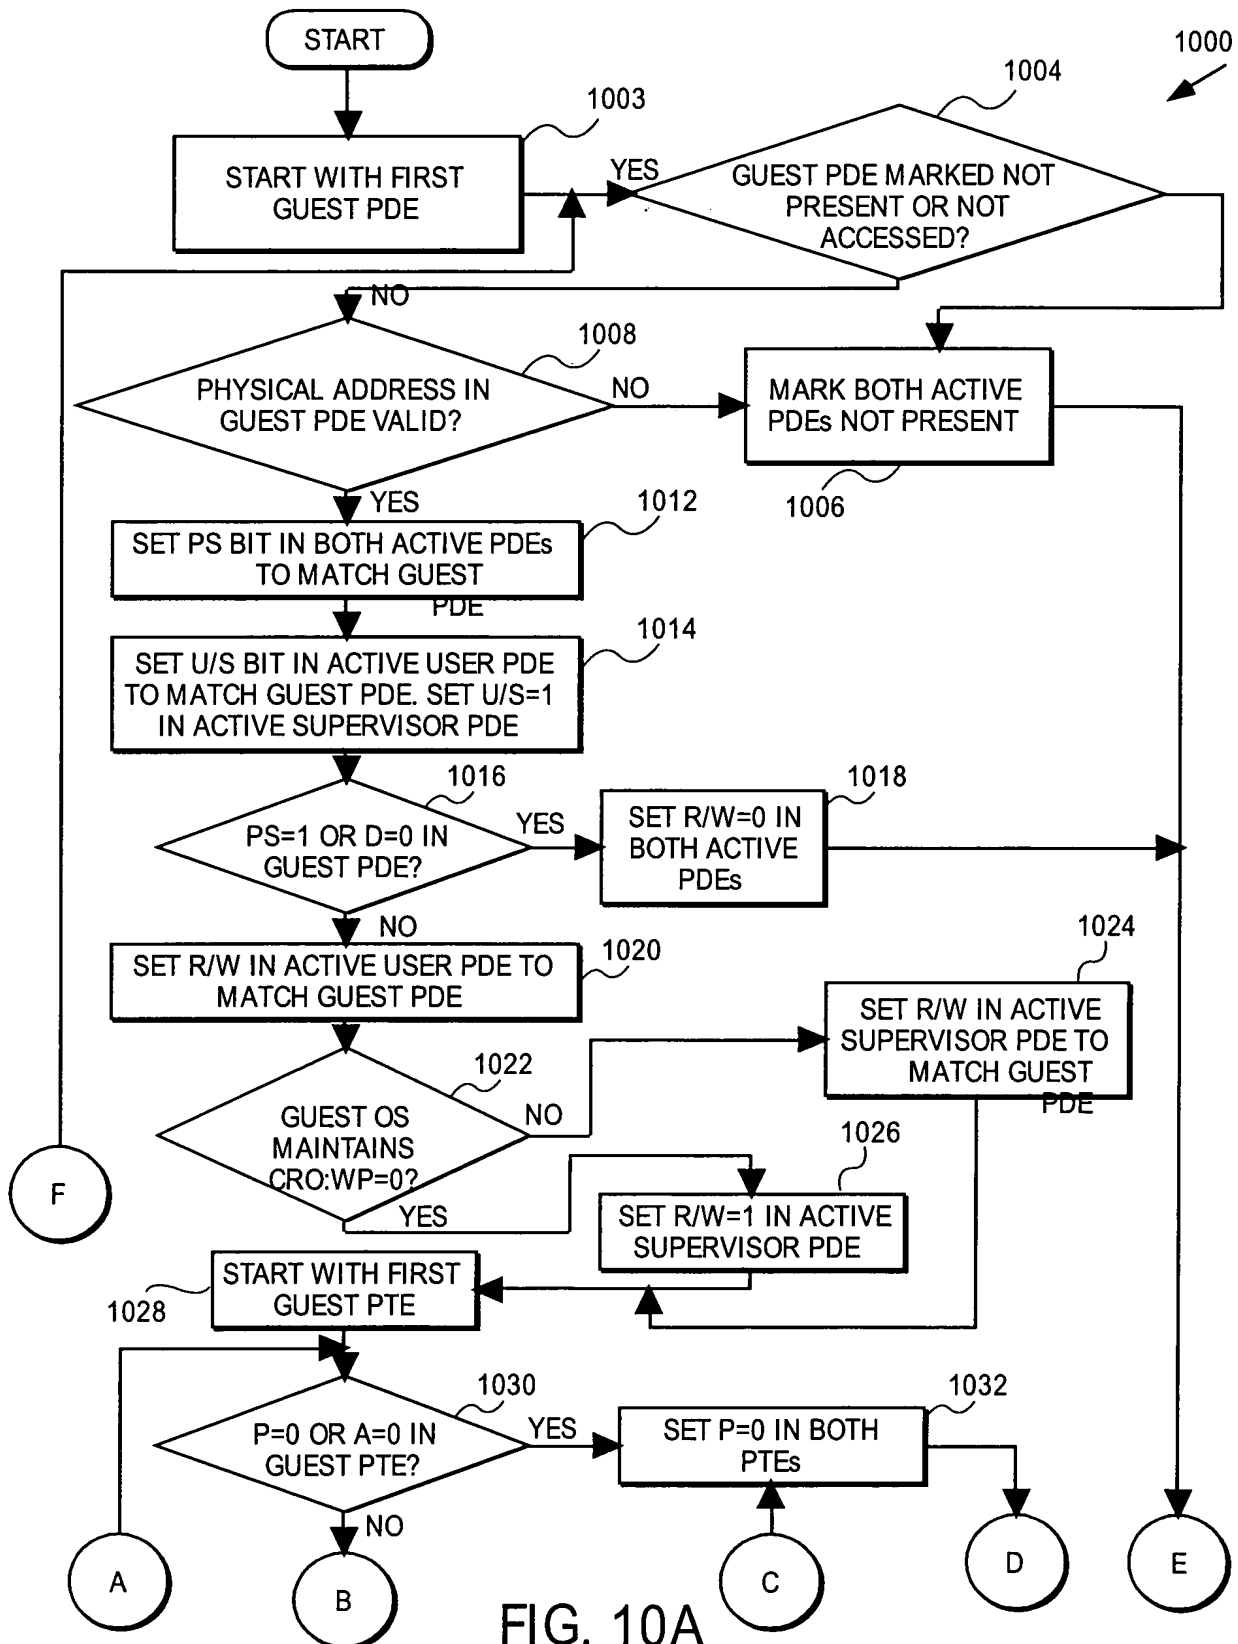 START
1000
1004
1003
START WITH FIRST
GUEST PDE
YES
GUEST PDE MARKED NOT
PRESENT OR NOT
ACCESSED?
NO
1008
PHYSICAL ADDRESS IN
GUEST PDE VALID?
NO
MARK BOTH ACTIVE
PDEs NOT PRESENT
1006
YES
1012
SET PS BIT IN BOTH ACTIVE PDEs
TO MATCH GUEST
PDE
1014
SET U/S BIT IN ACTIVE USER PDE
TO MATCH GUEST PDE. SET U/S=1
IN ACTIVE SUPERVISOR PDE
1016
PS=1 OR D=0 IN
GUEST PDE?
YES
1018
SET R/W=0 IN
BOTH ACTIVE
PDEs
NO
1020
SET R/W IN ACTIVE USER PDE TO
MATCH GUEST PDE
1024
SET R/W IN ACTIVE
SUPERVISOR PDE TO
MATCH GUEST
PDE
1022
GUEST OS
MAINTAINS
CRO:WP=0?
NO
YES
1026
SET R/W=1 IN ACTIVE
SUPERVISOR PDE
F
START WITH FIRST
GUEST PTE
1028
1030
P=0 OR A=0 IN
GUEST PTE?
YES
1032
SET P=0 IN BOTH
PTEs
NO
A
B
C
D
E
FIG. 10A